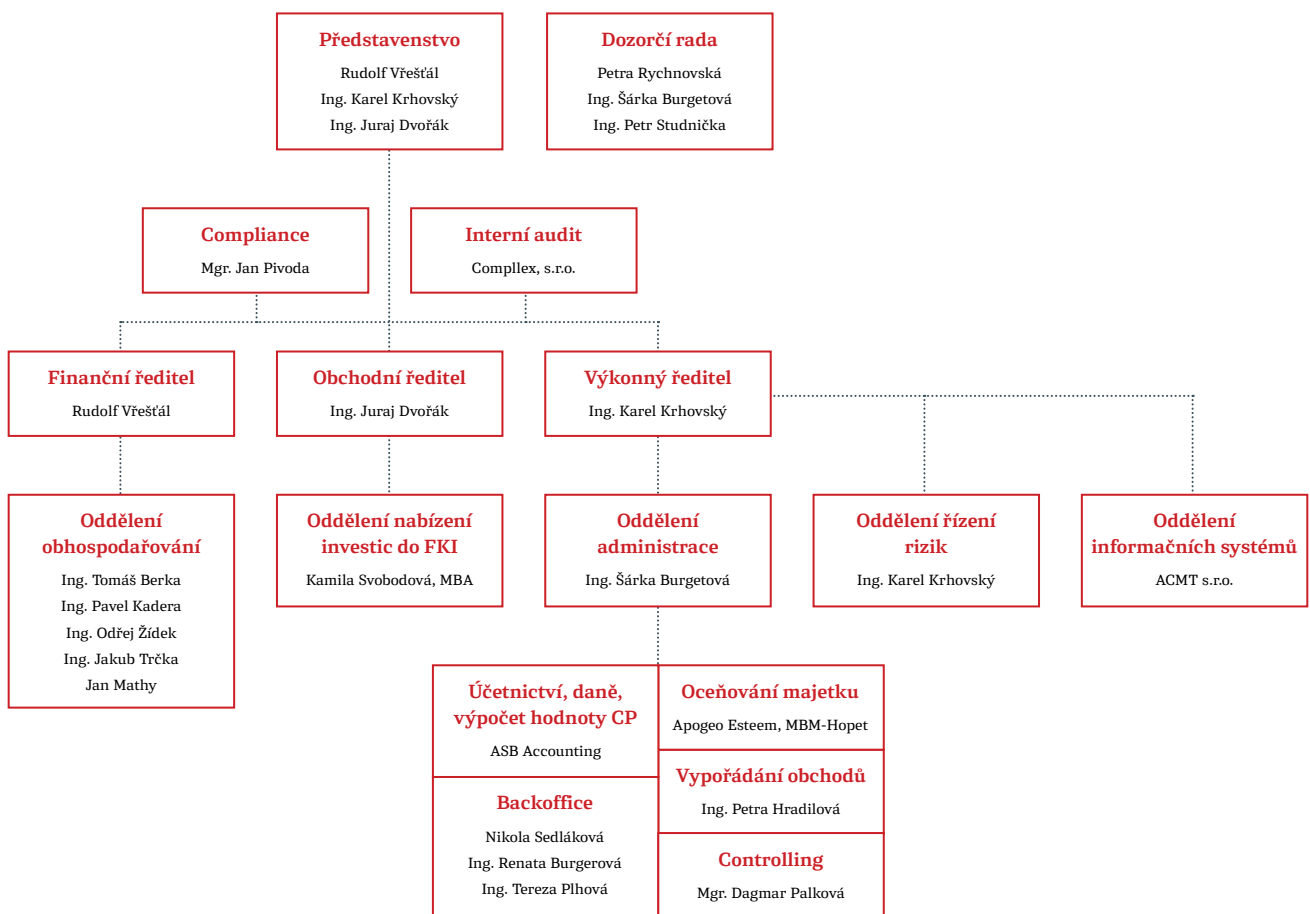 Představenstvo
Rudolf Vřešťál
Ing. Karel Krhovský
Ing. Juraj Dvořák
Dozorčí rada
Petra Rychnovská
Ing. Šárka Burgetová
Ing. Petr Studnička
Compliance
Mgr. Jan Pivoda
Interní audit
Compllex, s.r.o.
Finanční ředitel
Rudolf Vřešťál
Obchodní ředitel
Ing. Juraj Dvořák
Výkonný ředitel
Ing. Karel Krhovský
Oddělení
obhospodařování
Ing. Tomáš Berka
Ing. Pavel Kadera
Ing. Odřej Žídek
Ing. Jakub Trčka
Jan Mathy
Oddělení nabízení
investic do FKI
Kamila Svobodová, MBA
Oddělení
administrace
Ing. Šárka Burgetová
Oddělení řízení
rizik
Ing. Karel Krhovský
Oddělení
informačních systémů
ACMT s.r.o.
Účetnictví, daně,
výpočet hodnoty CP
ASB Accounting
Backoffice
Nikola Sedláková
Ing. Renata Burgerová
Ing. Tereza Plhová
Oceňování majetku
Apogeo Esteem, MBM-Hopet
Vypořádání obchodů
Ing. Petra Hradilová
Controlling
Mgr. Dagmar Palková